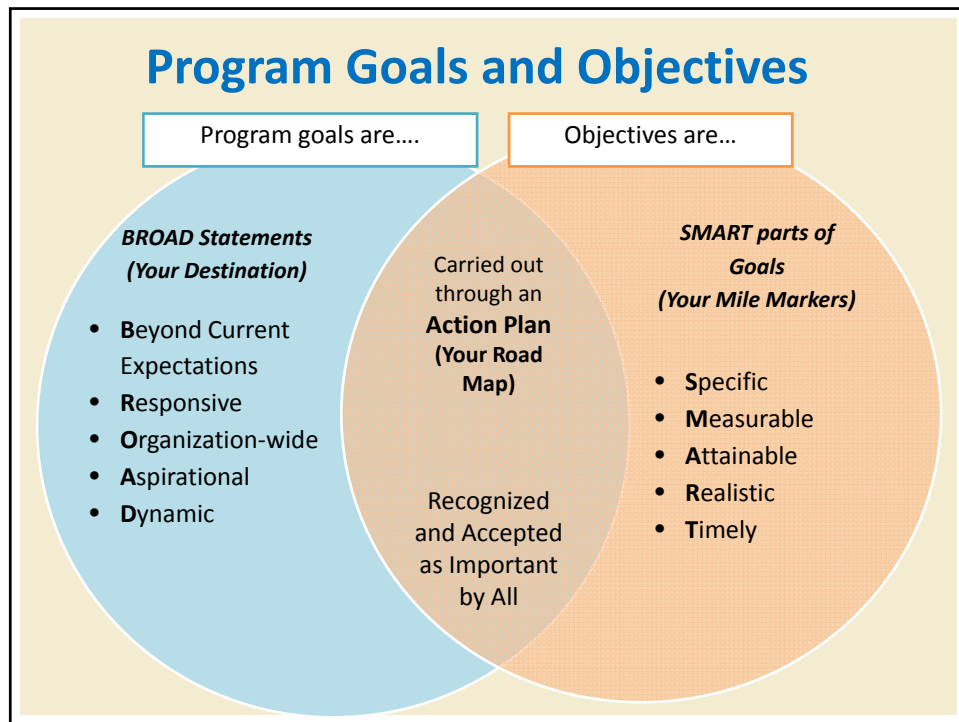 Program Goals and Objectives
Program goals are….
Objectives are…
BROAD Statements
(Your Destination)
• Beyond Current
Expectations
• Responsive
• Organization-wide
• Aspirational
• Dynamic
Carried out
through an
Action Plan
(Your Road
Map)
Recognized
and Accepted
as Important
by All
SMART parts of
Goals
(Your Mile Markers)
• Specific
• Measurable
• Attainable
• Realistic
• Timely